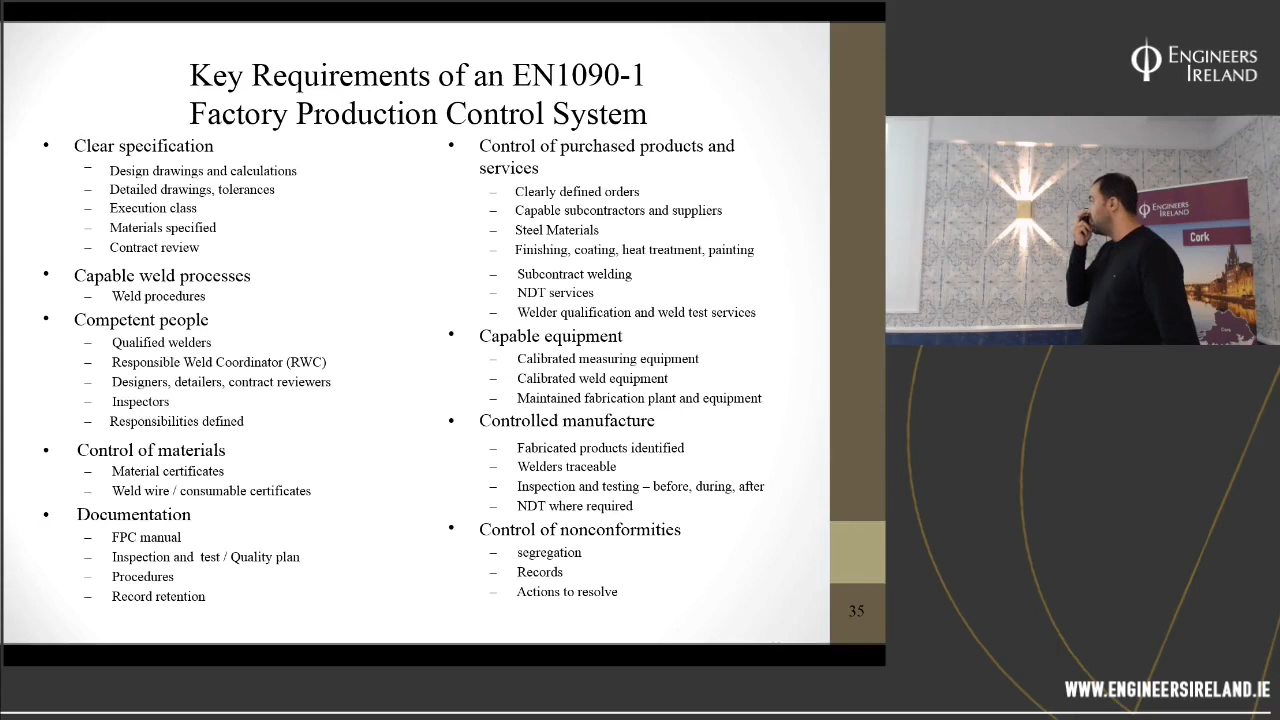 Key Requirements of an EN1090-1
Factory Production Control System
• Clear specification
– Design drawings and calculations
– Detailed drawings, tolerances
– Execution class
– Materials specified
– Contract review
• Capable weld processes
– Weld procedures
• Competent people
– Qualified welders
– Responsible Weld Coordinator (RWC)
– Designers, detailers, contract reviewers
– Inspectors
– Responsibilities defined
• Control of materials
– Material certificates
– Weld wire / consumable certificates
• Documentation
– FPC manual
– Inspection and  test / Quality plan
– Procedures
– Record retention
• Control of purchased products and
services
– Clearly defined orders
– Capable subcontractors and suppliers
– Steel Materials
– Finishing, coating, heat treatment, painting
– Subcontract welding
– NDT services
– Welder qualification and weld test services
• Capable equipment
– Calibrated measuring equipment
– Calibrated weld equipment
– Maintained fabrication plant and equipment
• Controlled manufacture
– Fabricated products identified
– Welders traceable
– Inspection and testing – before, during, after
– NDT where required
• Control of nonconformities
– segregation
– Records
– Actions to resolve
35
ENGINEERS
IRELAND
ENGINEERS
IRELAND
Cork
WWW.ENGINEERSIRELAND.IE